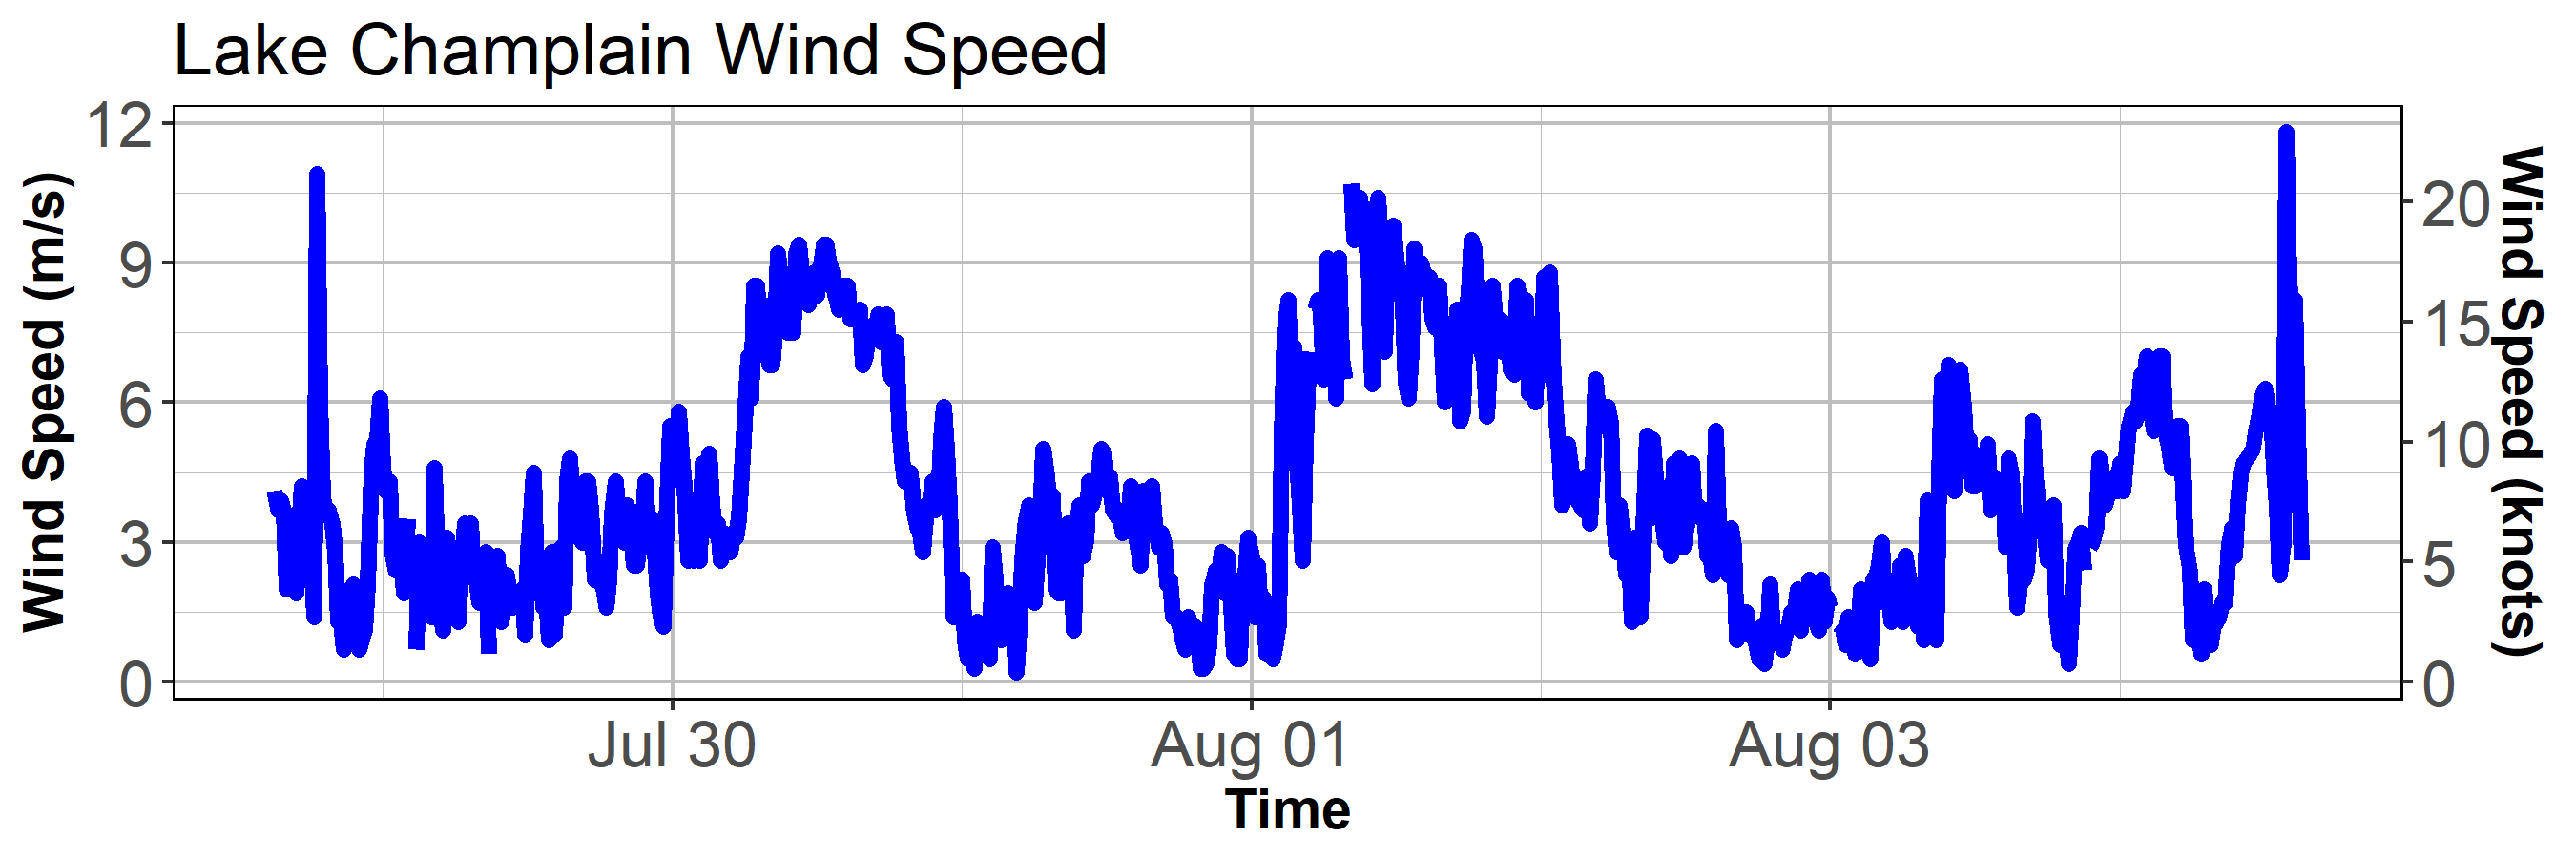 Lake Champlain Wind Speed
12
9
6
3
0
Wind Speed (m/s)
20
15
10
5
0
Wind Speed (knots)
Jul 30
Aug 01
Aug 03
Time